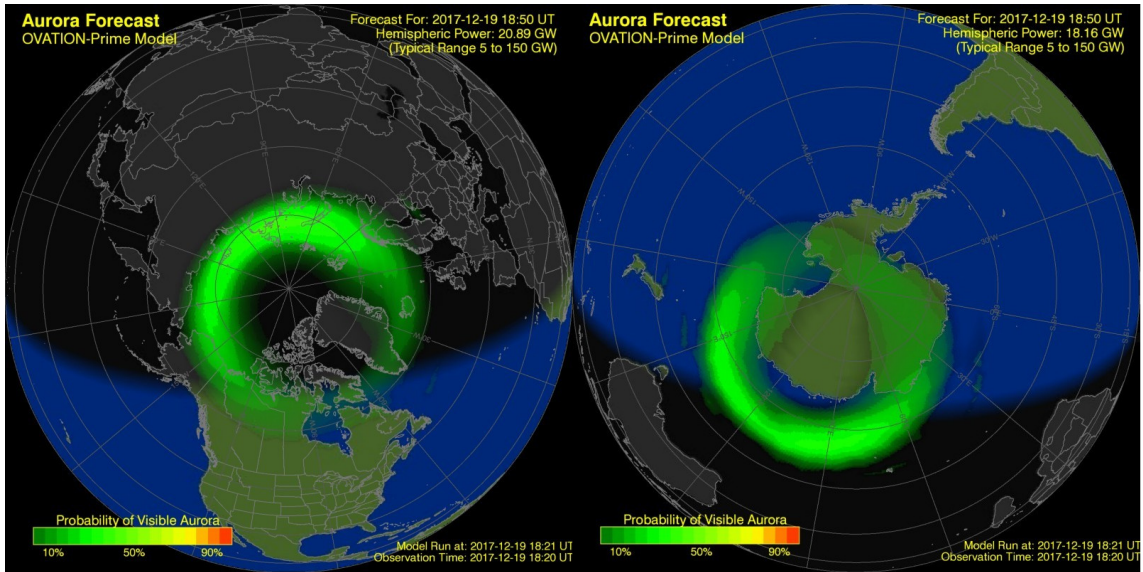 Aurora Forecast
OVATION-Prime Model
Forecast For: 2017-12-19 18:50 UT
Hemispheric Power: 20.89 GW
(Typical Range 5 to 150 GW)
Probability of Visible Aurora
10%
50%
90%
Model Run at: 2017-12-19 18:21 UT
Observation Time: 2017-12-19 18:20 UT
Aurora Forecast
OVATION-Prime Model
Forecast For: 2017-12-19 18:50 UT
Hemispheric Power: 18.16 GW
(Typical Range 5 to 150 GW)
Probability of Visible Aurora
10%
50%
90%
Model Run at: 2017-12-19 18:21 UT
Observation Time: 2017-12-19 18:20 UT